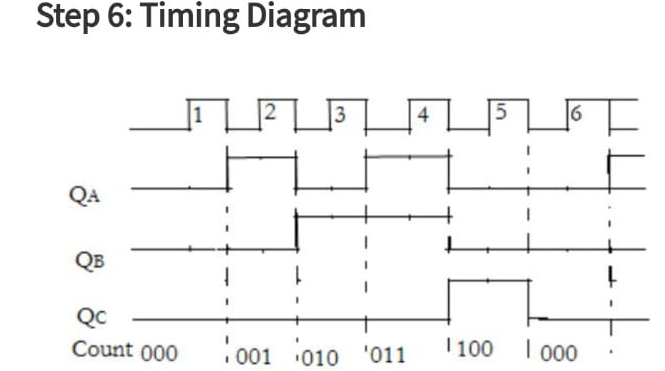 Step 6: Timing Diagram
1 2 3 4 5 6
QA
QB
QC
Count 000 001 010 011 100 000